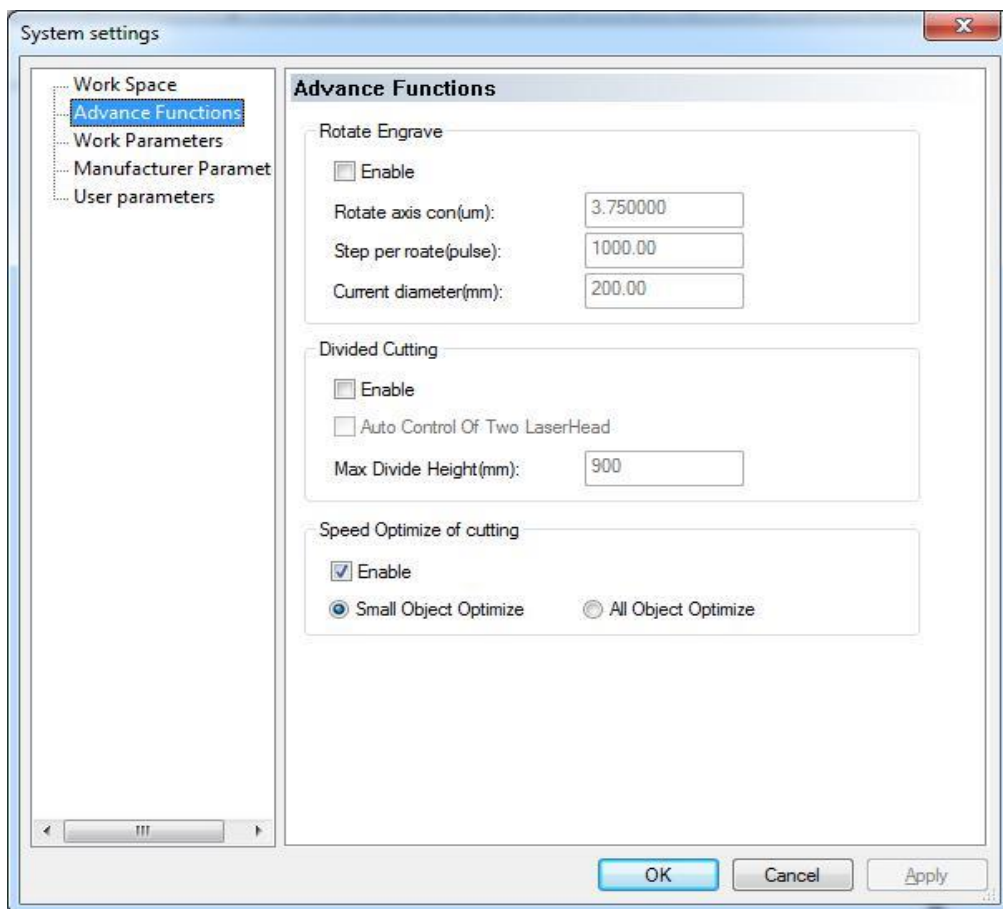 System settings
Work Space
Advance Functions
Work Parameters
Manufacturer Paramet
User parameters
Advance Functions
Rotate Engrave
Enable
Rotate axis con(um): 3.750000
Step per roate(pulse): 1000.00
Current diameter(mm): 200.00
Divided Cutting
Enable
Auto Control Of Two LaserHead
Max Divide Height(mm): 900
Speed Optimize of cutting
Enable
Small Object Optimize All Object Optimize
OK Cancel Apply